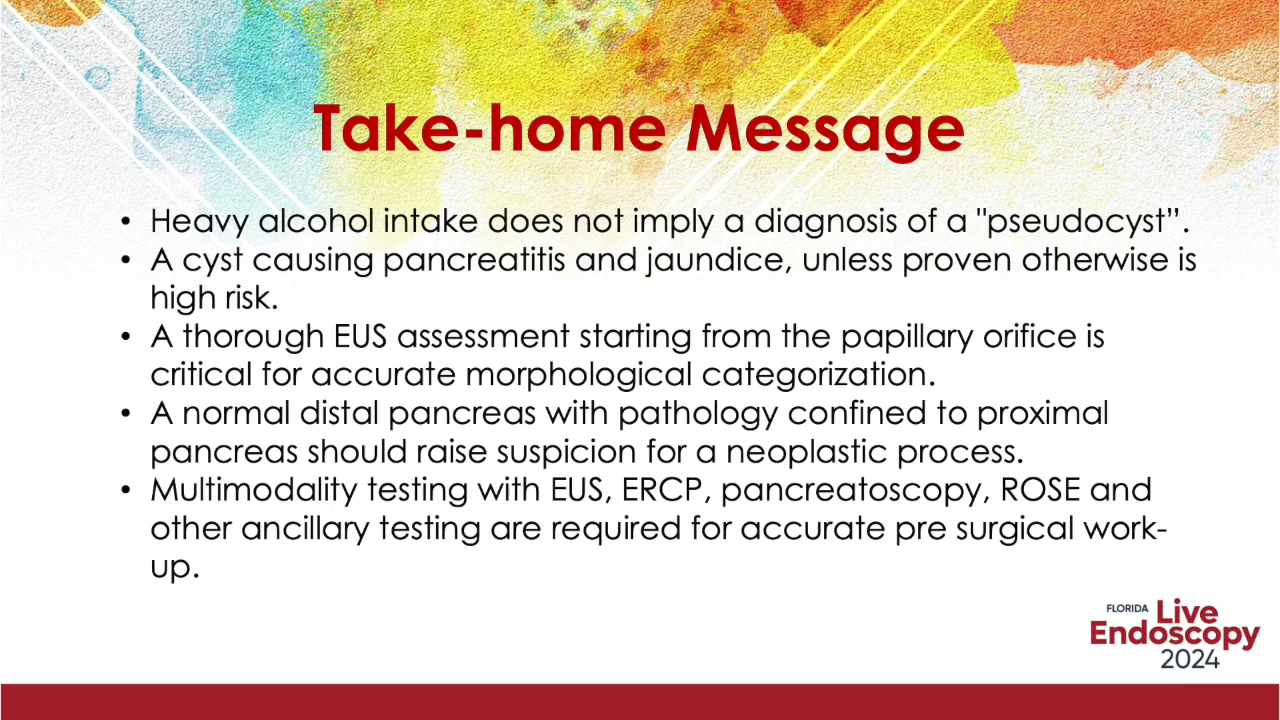 Take-home Message
• Heavy alcohol intake does not imply a diagnosis of a "pseudocyst”.
• A cyst causing pancreatitis and jaundice, unless proven otherwise is
high risk.
• A thorough EUS assessment starting from the papillary orifice is
critical for accurate morphological categorization.
• A normal distal pancreas with pathology confined to proximal
pancreas should raise suspicion for a neoplastic process.
• Multimodality testing with EUS, ERCP, pancreatoscopy, ROSE and
other ancillary testing are required for accurate pre surgical work-
up.
FLORIDA Live
Endoscopy
2024